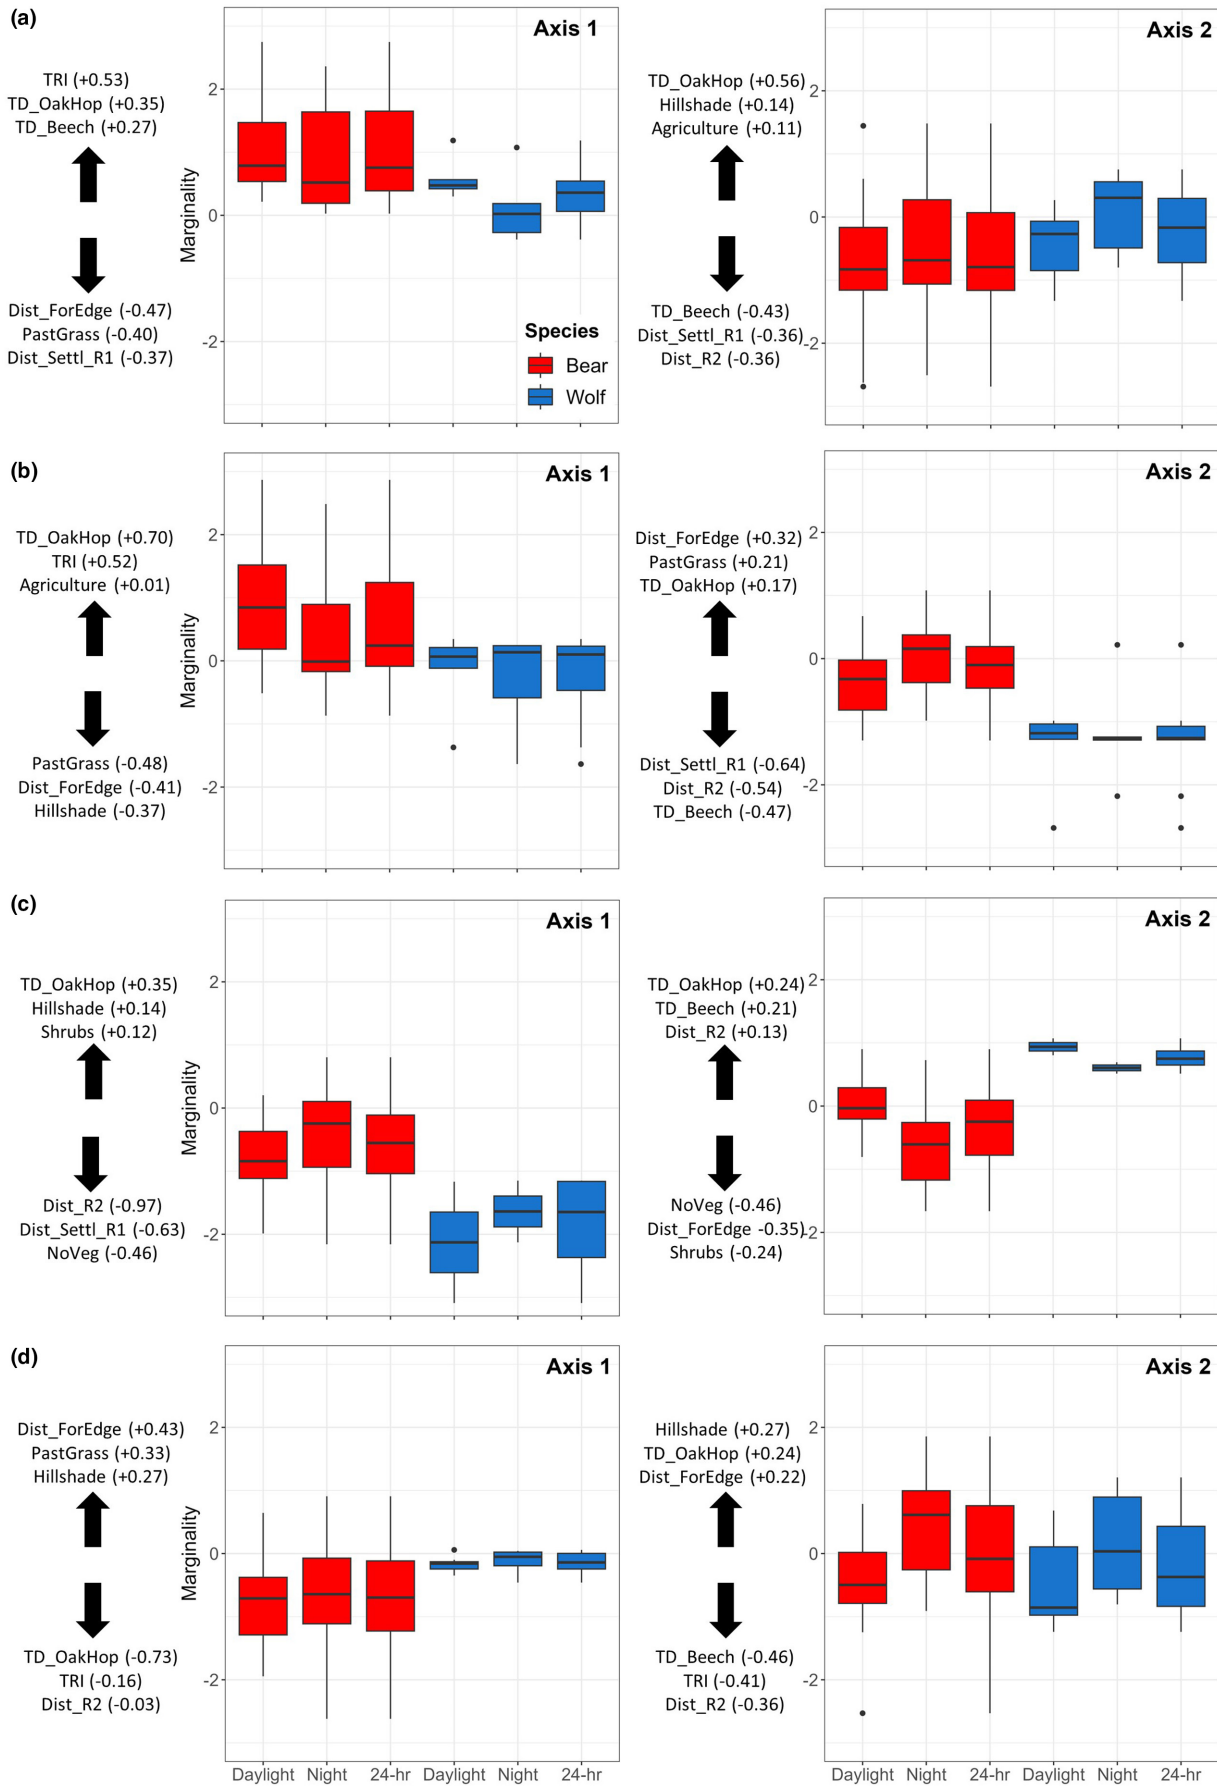 (a)
Axis 1
TRI (+0.53)
TD_OakHop (+0.35)
TD_Beech (+0.27)
Dist_ForEdge (-0.47)
PastGrass (-0.40)
Dist_Settl_R1 (-0.37)
Marginality
2
0
-2
Species
Bear
Wolf
Axis 2
TD_OakHop (+0.56)
Hillshade (+0.14)
Agriculture (+0.11)
TD_Beech (-0.43)
Dist_Settl_R1 (-0.36)
Dist_R2 (-0.36)
2
0
-2
(b)
Axis 1
TD_OakHop (+0.70)
TRI (+0.52)
Agriculture (+0.01)
PastGrass (-0.48)
Dist_ForEdge (-0.41)
Hillshade (-0.37)
Marginality
2
0
-2
Axis 2
Dist_ForEdge (+0.32)
PastGrass (+0.21)
TD_OakHop (+0.17)
Dist_Settl_R1 (-0.64)
Dist_R2 (-0.54)
TD_Beech (-0.47)
2
0
-2
(c)
Axis 1
TD_OakHop (+0.35)
Hillshade (+0.14)
Shrubs (+0.12)
Dist_R2 (-0.97)
Dist_Settl_R1 (-0.63)
NoVeg (-0.46)
Marginality
2
0
-2
Axis 2
TD_OakHop (+0.24)
TD_Beech (+0.21)
Dist_R2 (+0.13)
NoVeg (-0.46)
Dist_ForEdge -0.35)
Shrubs (-0.24)
2
0
-2
(d)
Axis 1
Dist_ForEdge (+0.43)
PastGrass (+0.33)
Hillshade (+0.27)
TD_OakHop (-0.73)
TRI (-0.16)
Dist_R2 (-0.03)
Marginality
2
0
-2
Daylight Night 24-hr Daylight Night 24-hr
Axis 2
Hillshade (+0.27)
TD_OakHop (+0.24)
Dist_ForEdge (+0.22)
TD_Beech (-0.46)
TRI (-0.41)
Dist_R2 (-0.36)
2
0
-2
Daylight Night 24-hr Daylight Night 24-hr